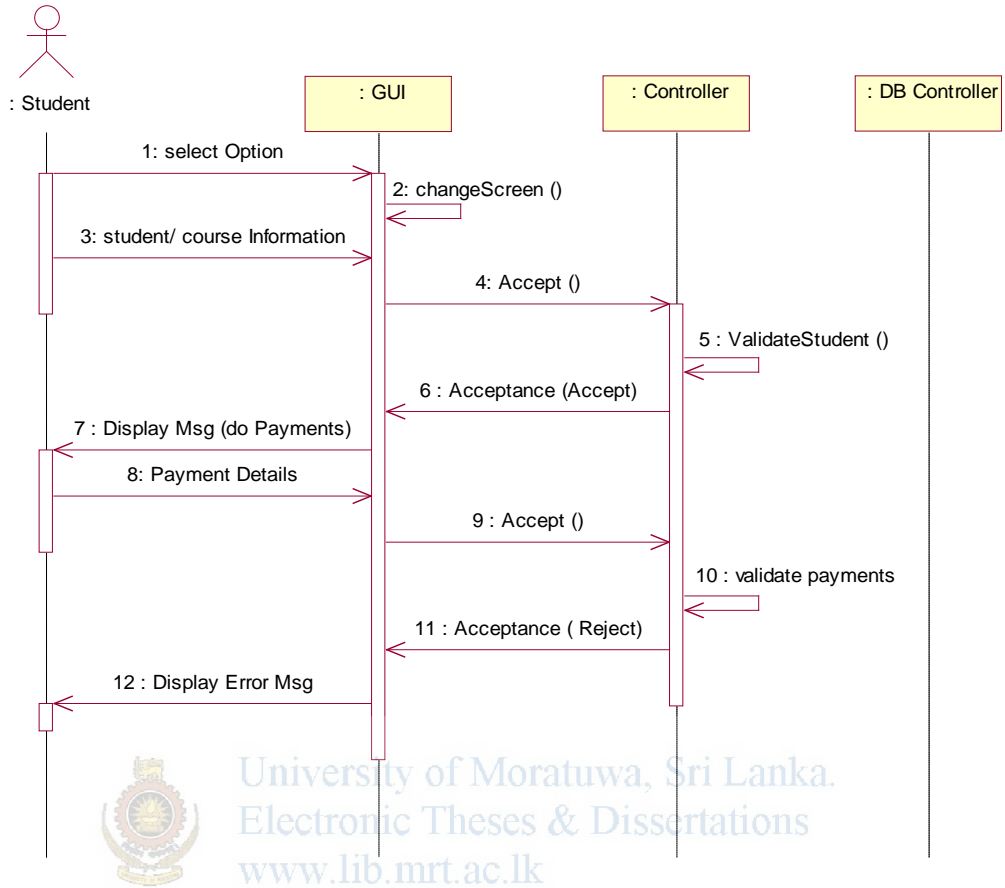 : Student
: GUI
: Controller
: DB Controller
1: select Option
2: changeScreen ()
3: student/ course Information
4: Accept ()
5 : ValidateStudent ()
6 : Acceptance (Accept)
7 : Display Msg (do Payments)
8: Payment Details
9 : Accept ()
10 : validate payments
11 : Acceptance ( Reject)
12 : Display Error Msg
University of Moratuwa, Sri Lanka.
Electronic Theses & Dissertations
www.lib.mrt.ac.lk